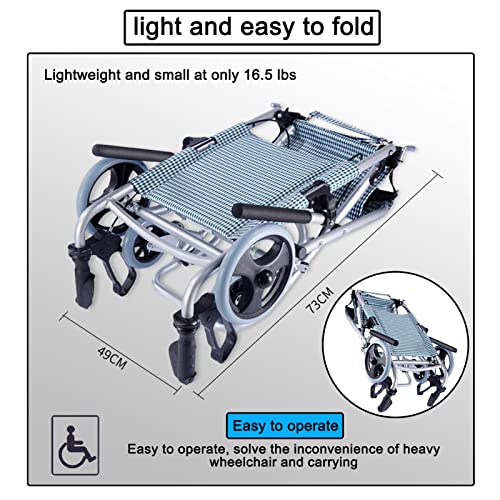 light and easy to fold
Lightweight and small at only 16.5 lbs
73CM
49CM
Easy to operate
Easy to operate, solve the inconvenience of heavy
wheelchair and carrying